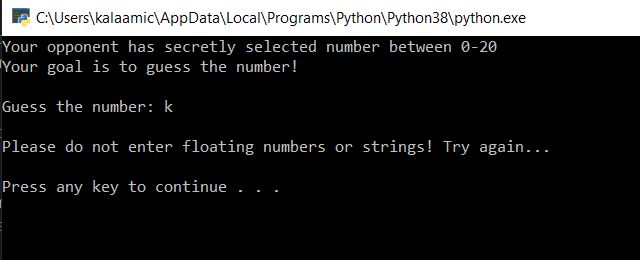 C:\Users\kalaamic\AppData\Local\Programs\Python\Python38\python.exe
Your opponent has secretly selected number between 0-20
Your goal is to guess the number!
Guess the number: k
Please do not enter floating numbers or strings! Try again...
Press any key to continue . . .